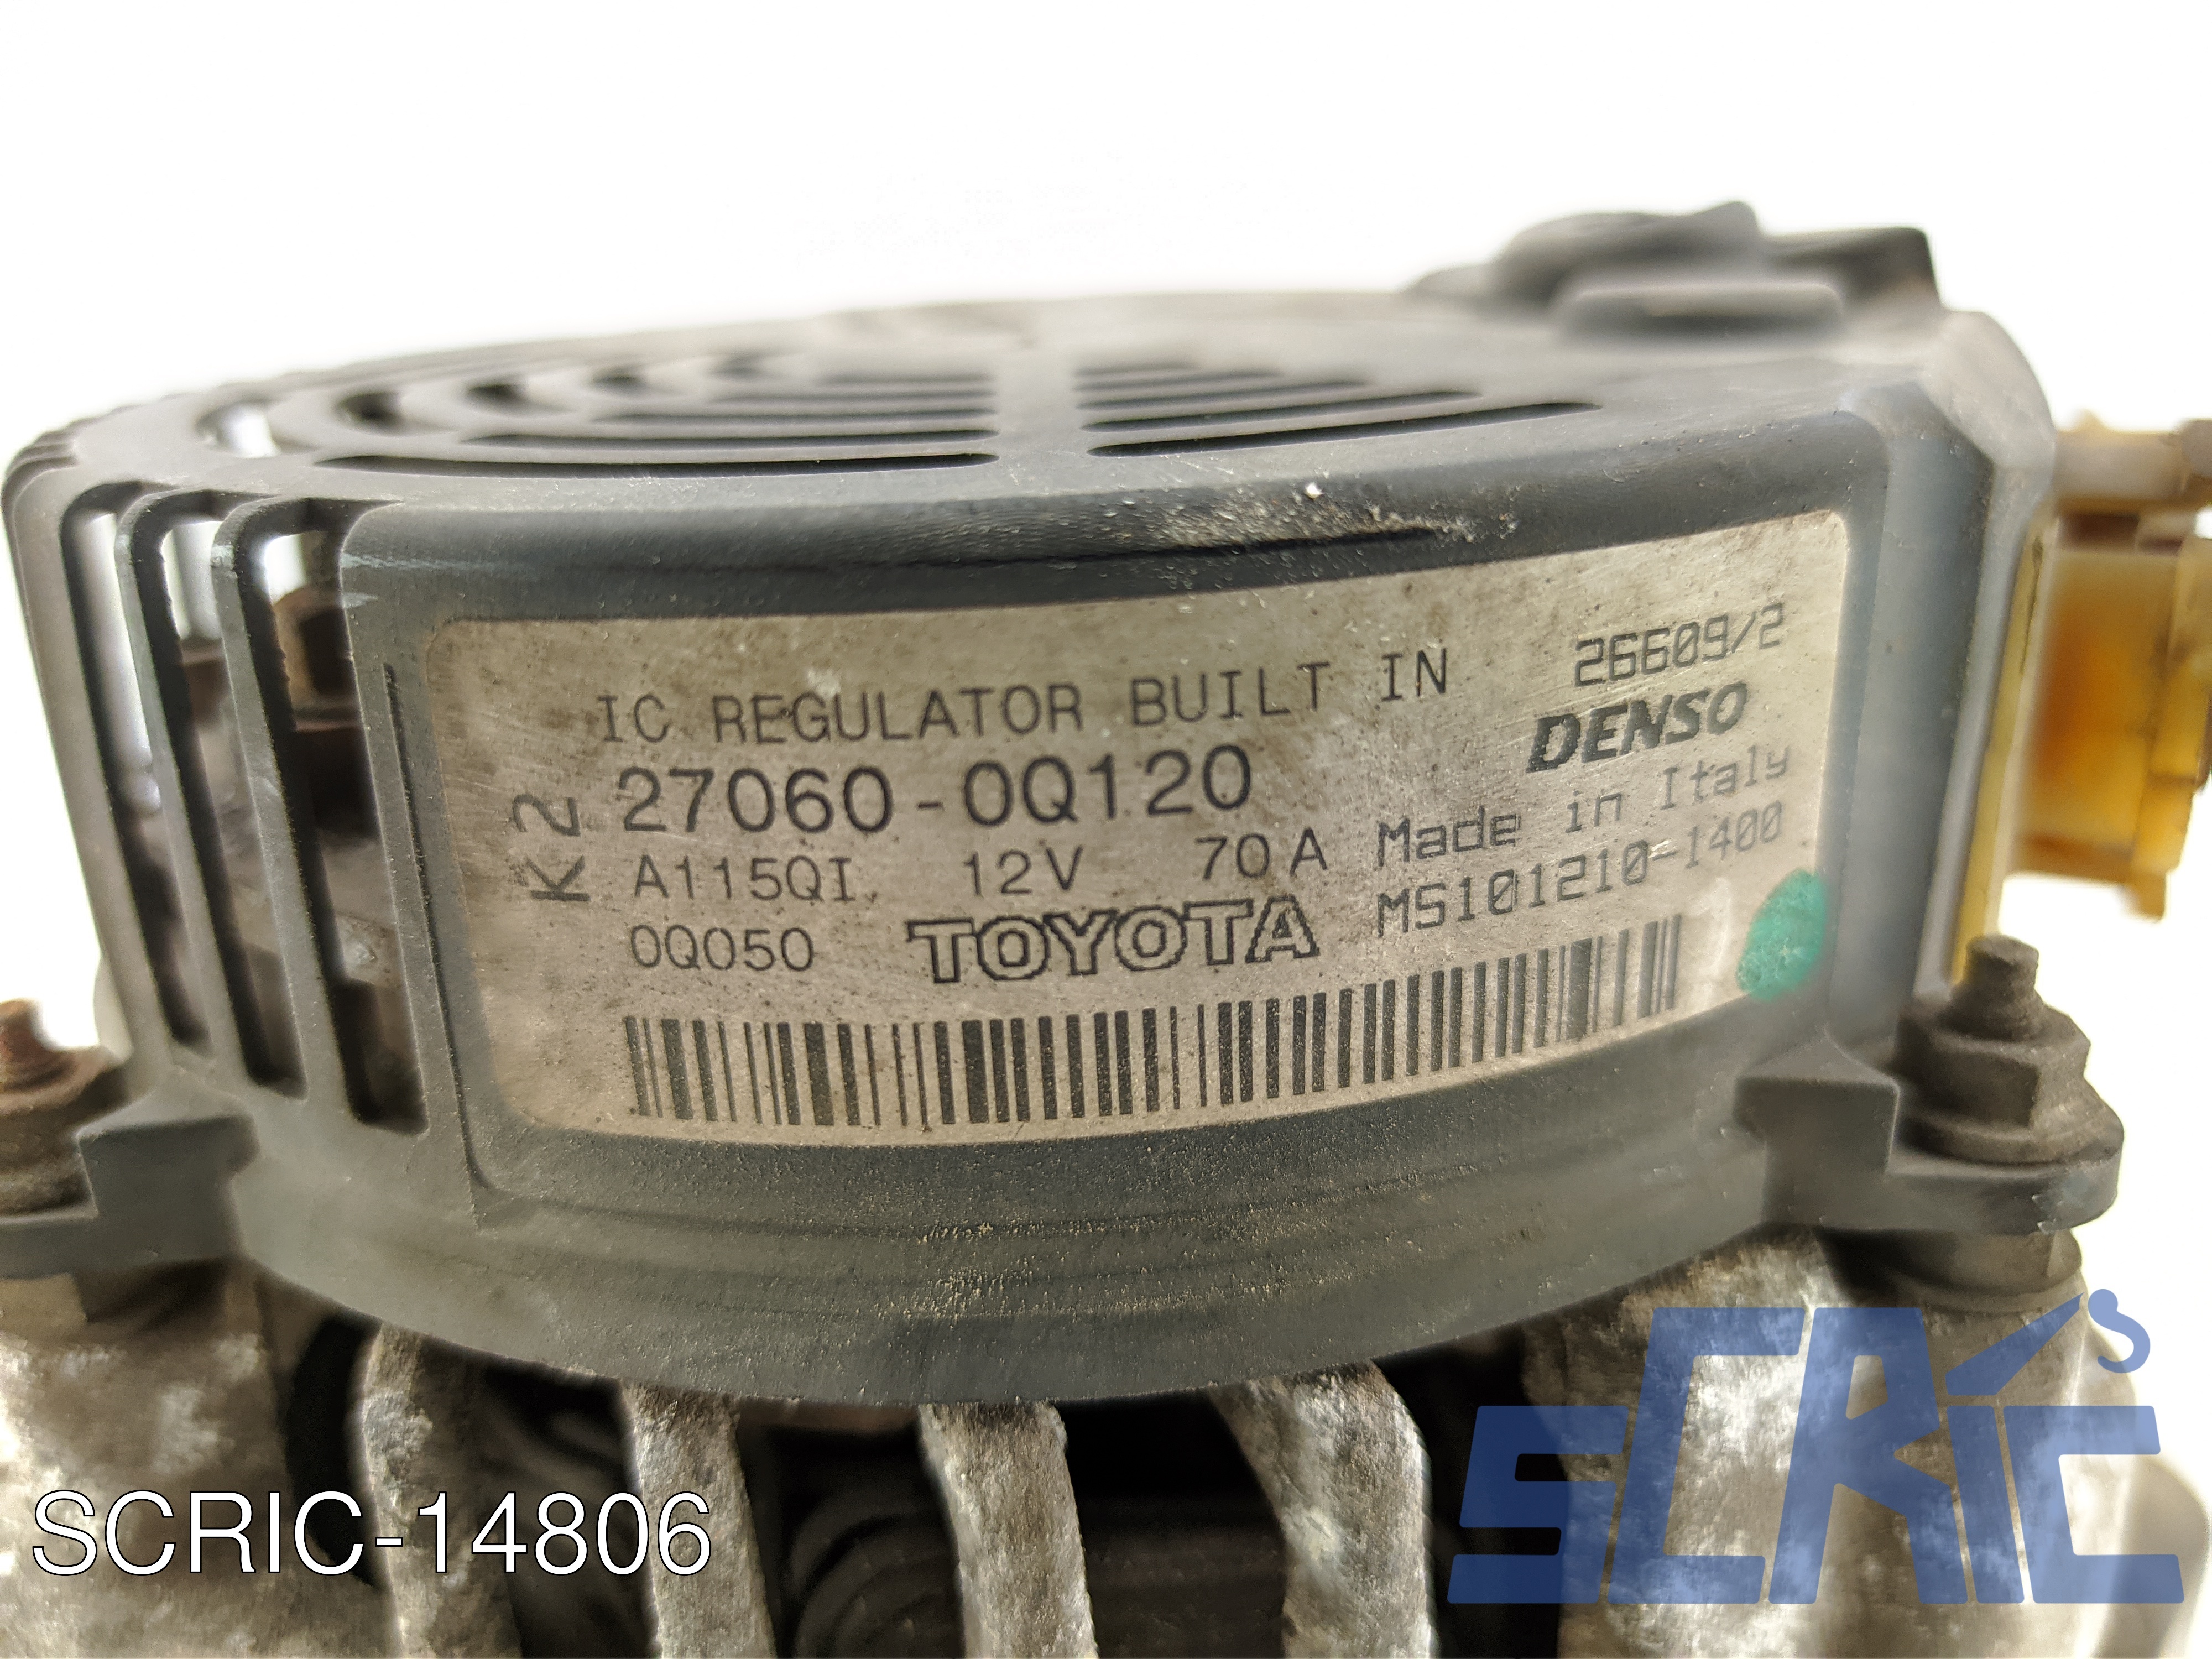 IC REGULATOR BUILT IN
26609/2
DENSO
K2
27060-0Q120
Made in Italy
A115QI 12V 70A
MS101210-1400
0Q050 TOYOTA
SCRIC-14806
SCRIC